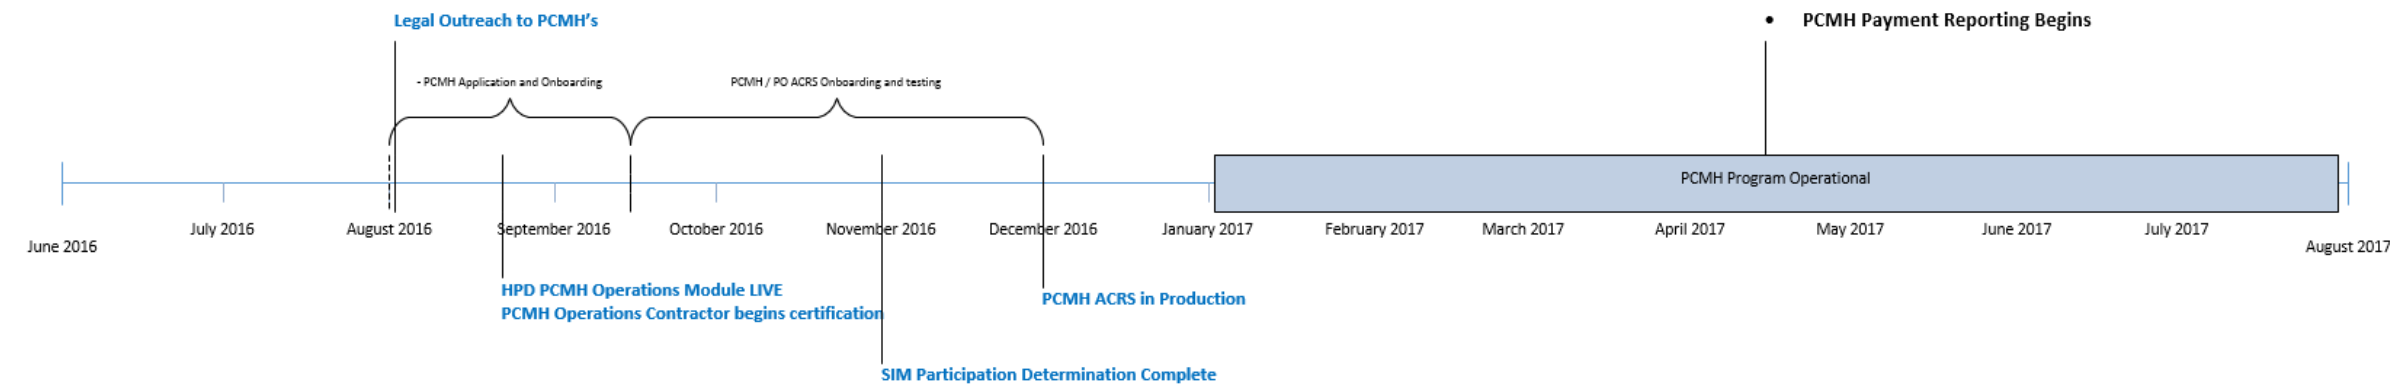 Legal Outreach to PCMH’s
• PCMH Payment Reporting Begins
- PCMH Application and Onboarding
PCMH / PO ACRS Onboarding and testing
PCMH Program Operational
June 2016
July 2016
August 2016
September 2016
October 2016
November 2016
December 2016
January 2017
February 2017
March 2017
April 2017
May 2017
June 2017
July 2017
August 2017
HPD PCMH Operations Module LIVE
PCMH Operations Contractor begins certification
PCMH ACRS in Production
SIM Participation Determination Complete